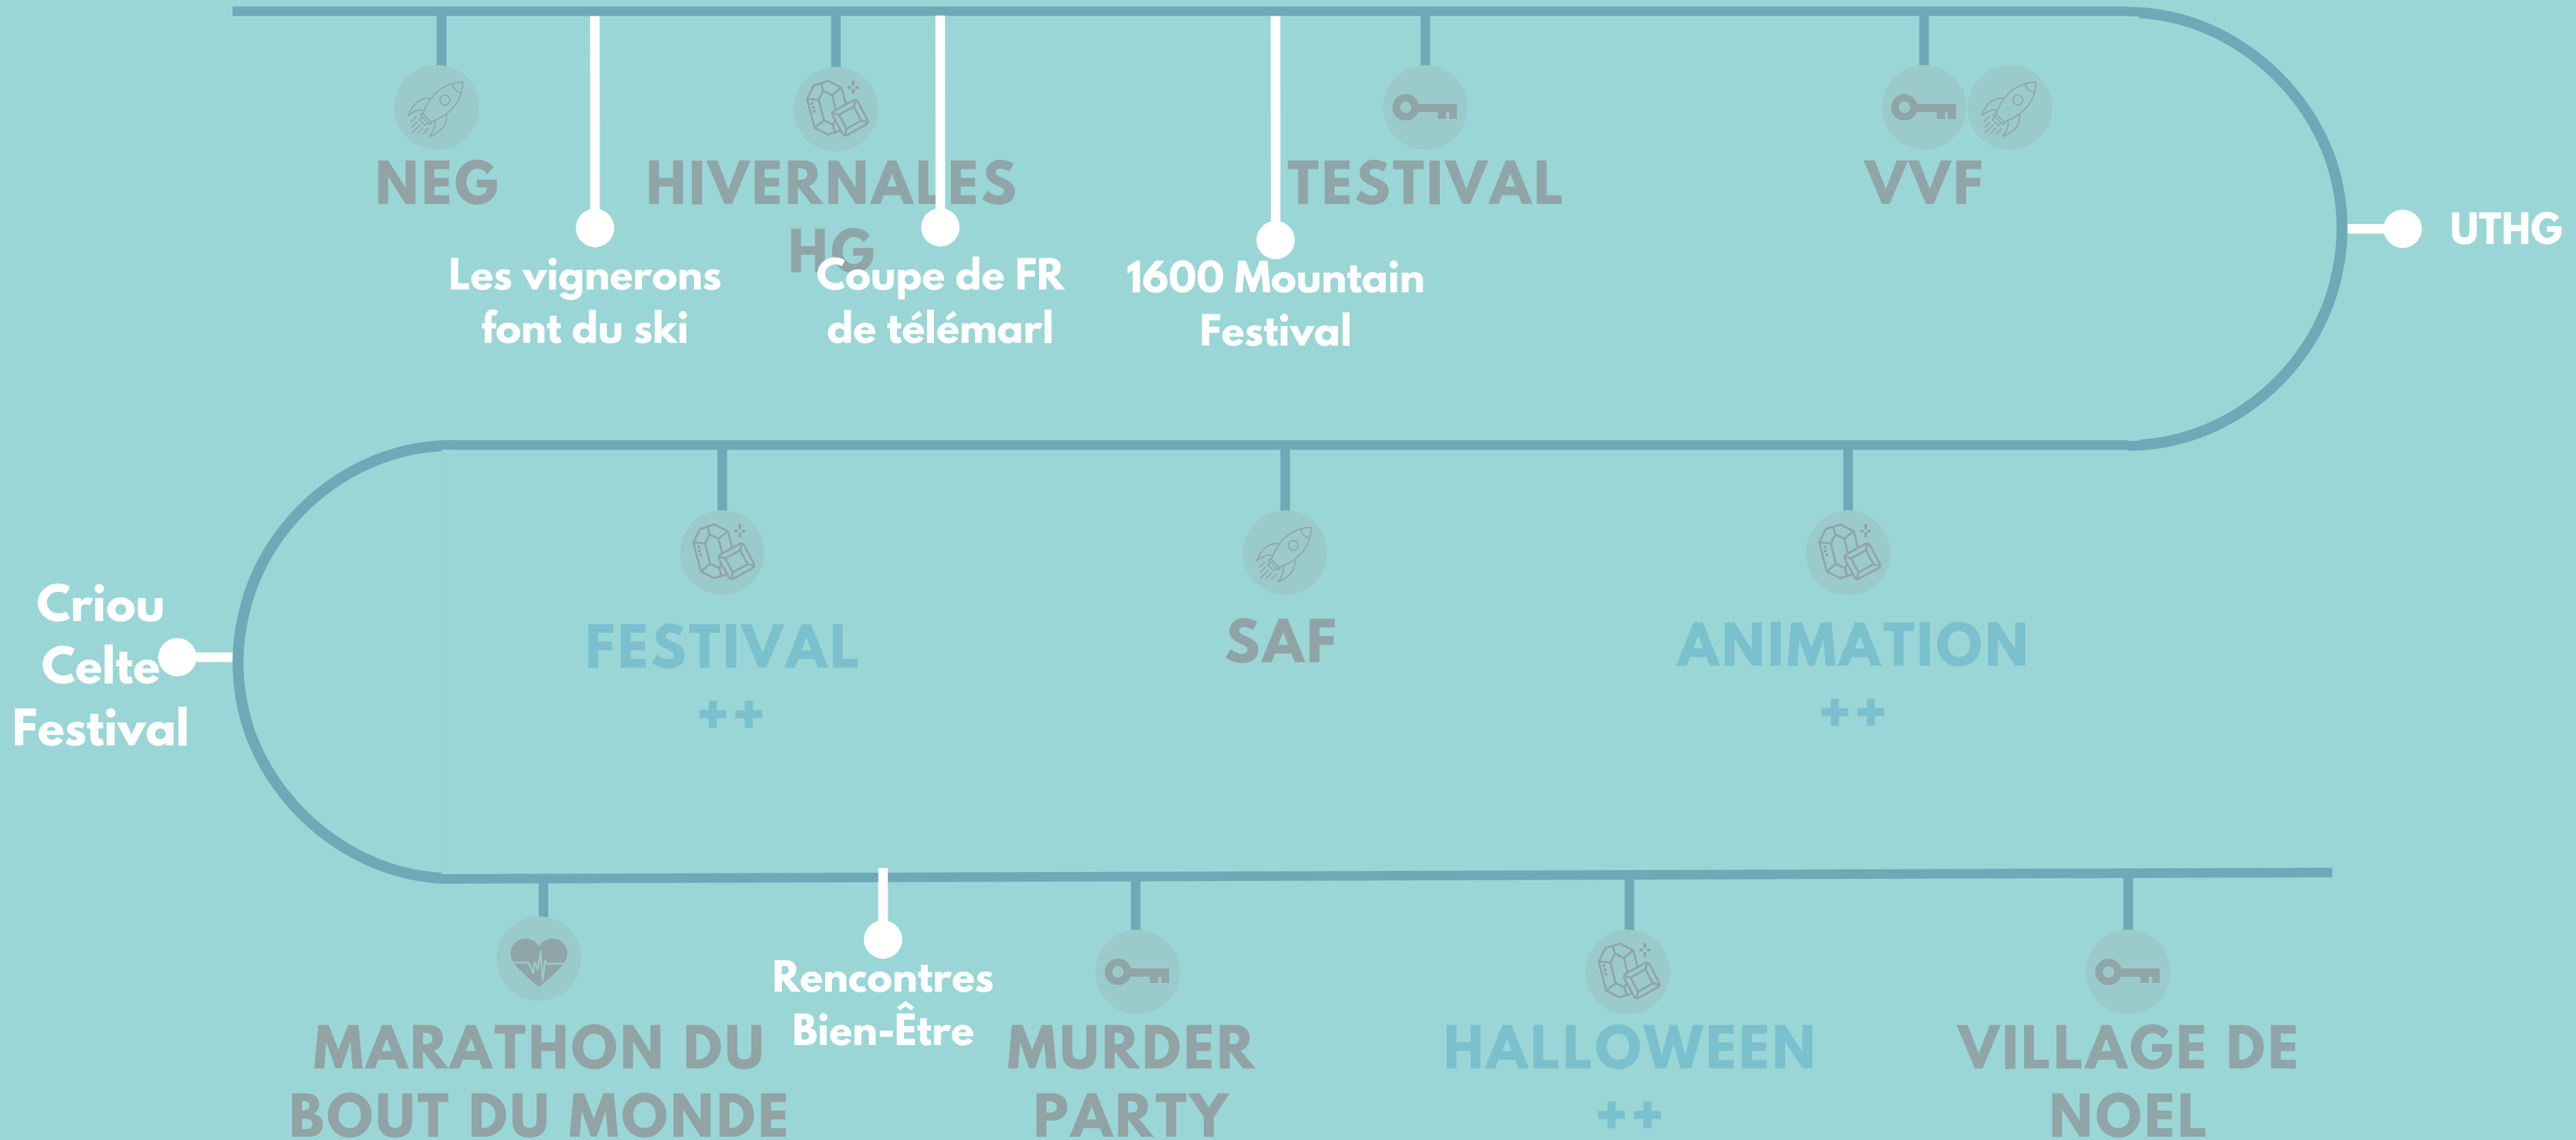 NEG
HIVERNALES
HG
TESTIVAL
VVF
Les vignerons
font du ski
Coupe de FR
de télémarl
1600 Mountain
Festival
UTHG
Criou
Celte
Festival
FESTIVAL
++
SAF
ANIMATION
++
MARATHON DU
BOUT DU MONDE
Rencontres
Bien-Être
MURDER
PARTY
HALLOWEEN
++
VILLAGE DE
NOEL